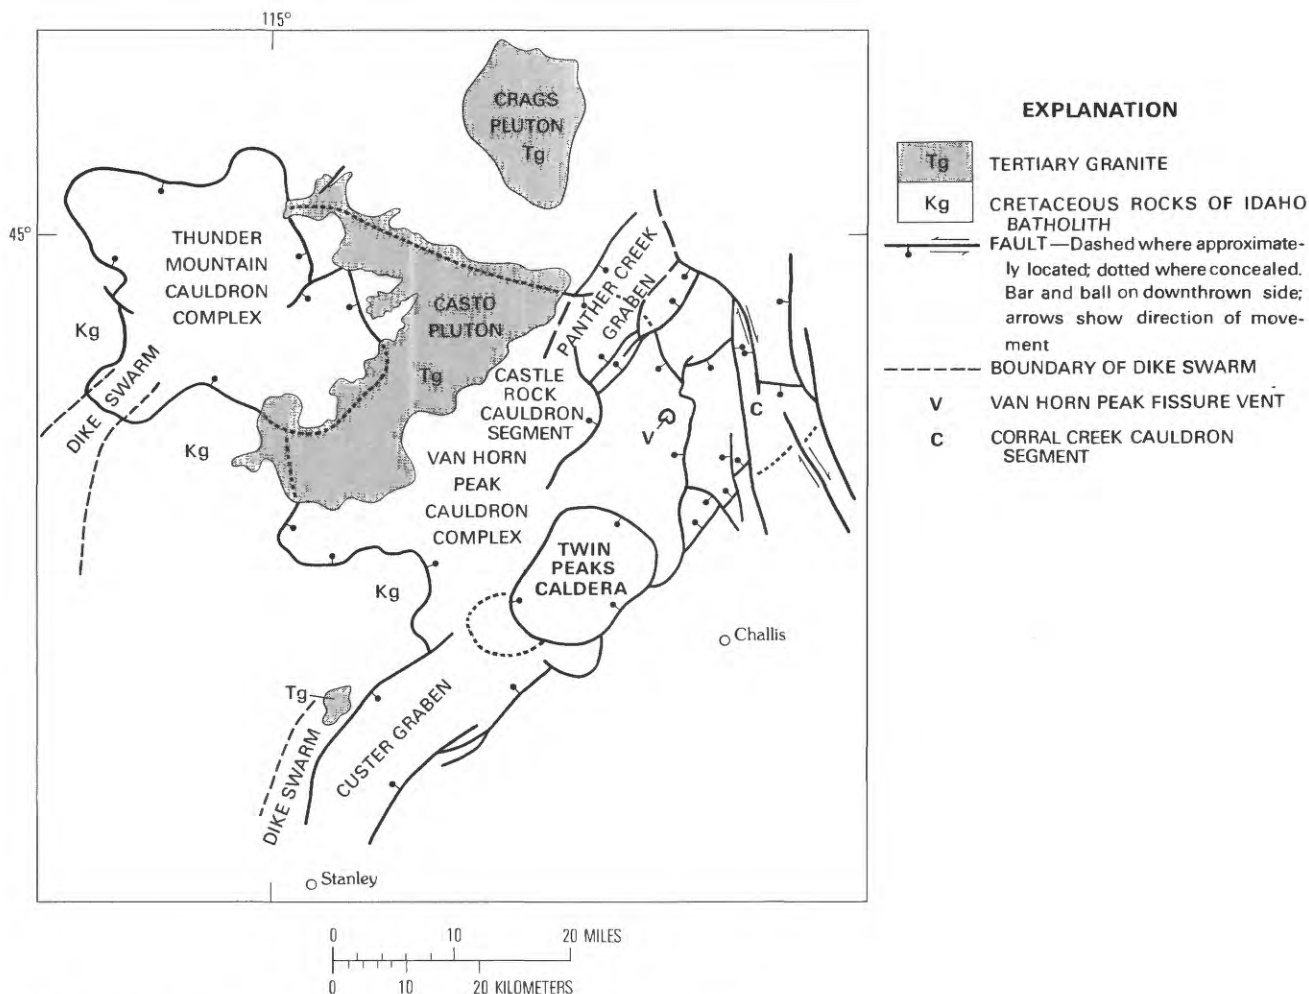 115°
45°
CRAGS
PLUTON
Tg
THUNDER
MOUNTAIN
CAULDRON
COMPLEX
Kg
DIKE SWARM
Kg
CASTO
PLUTON
Tg
PANTHER CREEK
GRABEN
CASTLE
ROCK
CAULDRON
SEGMENT
V
C
VAN HORN
PEAK
CAULDRON
COMPLEX
TWIN
PEAKS
CALDERA
Kg
Challis
Tg
DIKE SWARM
CUSTER GRABEN
Stanley
0 10 20 MILES
0 10 20 KILOMETERS
EXPLANATION
Tg TERTIARY GRANITE
Kg CRETACEOUS ROCKS OF IDAHO
BATHOLITH
FAULT—Dashed where approximate-
ly located; dotted where concealed.
Bar and ball on downthrown side;
arrows show direction of move-
ment
BOUNDARY OF DIKE SWARM
V VAN HORN PEAK FISSURE VENT
C CORRAL CREEK CAULDRON
SEGMENT